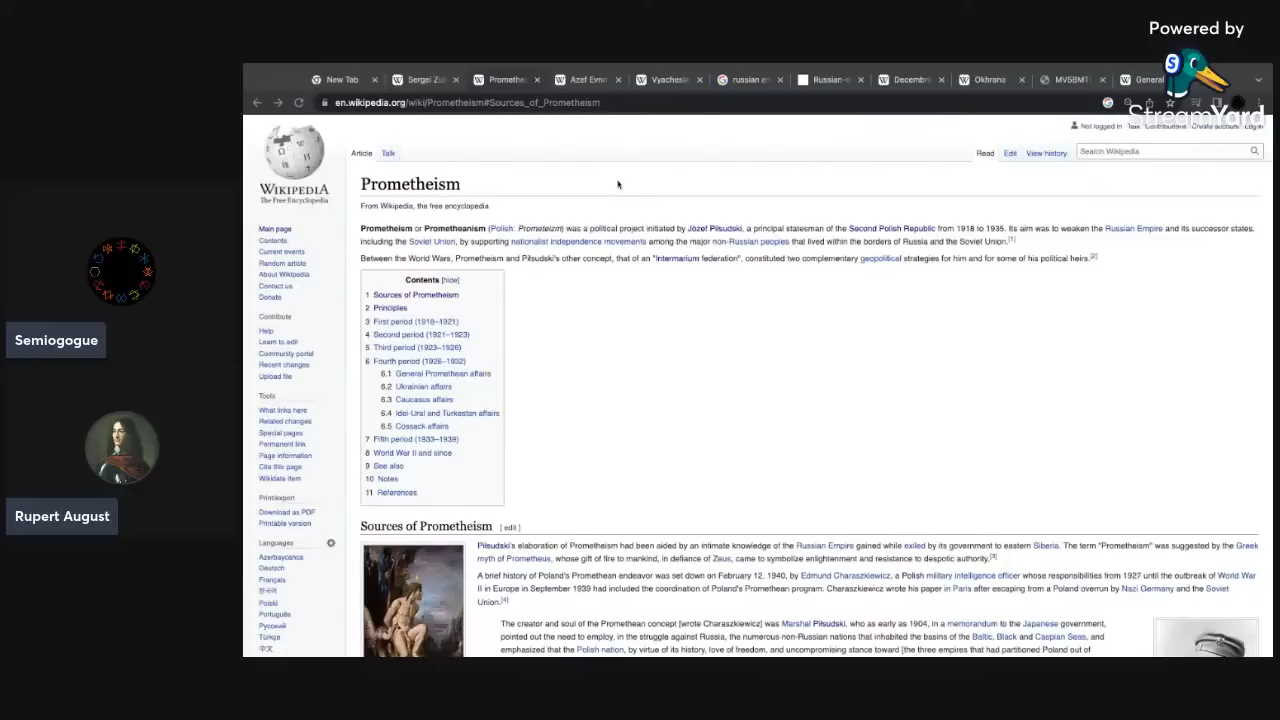 Powered by
StreamYard
New Tab
Sergei Zu
Promethe
Azef Evno
Vyachesla
russian em
Russian-e
Decembri
Okhrana
MV5BMT
General
en.wikipedia.org/wiki/Prometheism#Sources_of_Prometheism
Not logged in Talk Contributions Create account Log in
Article Talk
Read Edit View history
Search Wikipedia
WIKIPEDIA
The Free Encyclopedia
Main page
Contents
Current events
Random article
About Wikipedia
Contact us
Donate
Contribute
Help
Learn to edit
Community portal
Recent changes
Upload file
Tools
What links here
Related changes
Special pages
Permanent link
Page information
Cite this page
Wikidata item
Print/export
Download as PDF
Printable version
Languages
Azərbaycanca
Deutsch
Français
한국어
Polski
Português
Русский
Türkçe
中文
Prometheism
From Wikipedia, the free encyclopedia
Prometheism or Prometheanism (Polish: Prometeizm) was a political project initiated by Józef Piłsudski, a principal statesman of the Second Polish Republic from 1918 to 1935. Its aim was to weaken the Russian Empire and its successor states,
including the Soviet Union, by supporting nationalist independence movements among the major non-Russian peoples that lived within the borders of Russia and the Soviet Union.[1]
Between the World Wars, Prometheism and Piłsudski's other concept, that of an "Intermarium federation", constituted two complementary geopolitical strategies for him and for some of his political heirs.[2]
Contents [hide]
1 Sources of Prometheism
2 Principles
3 First period (1918–1921)
4 Second period (1921–1923)
5 Third period (1923–1926)
6 Fourth period (1926–1932)
6.1 General Promethean affairs
6.2 Ukrainian affairs
6.3 Caucasus affairs
6.4 Idel-Ural and Turkestan affairs
6.5 Cossack affairs
7 Fifth period (1933–1939)
8 World War II and since
9 See also
10 Notes
11 References
Sources of Prometheism [ edit ]
Piłsudski's elaboration of Prometheism had been aided by an intimate knowledge of the Russian Empire gained while exiled by its government to eastern Siberia. The term "Prometheism" was suggested by the Greek
myth of Prometheus, whose gift of fire to mankind, in defiance of Zeus, came to symbolize enlightenment and resistance to despotic authority.[3]
A brief history of Poland's Promethean endeavor was set down on February 12, 1940, by Edmund Charaszkiewicz, a Polish military intelligence officer whose responsibilities from 1927 until the outbreak of World War
II in Europe in September 1939 had included the coordination of Poland's Promethean program. Charaszkiewicz wrote his paper in Paris after escaping from a Poland overrun by Nazi Germany and the Soviet
Union.[4]
The creator and soul of the Promethean concept [wrote Charaszkiewicz] was Marshal Piłsudski, who as early as 1904, in a memorandum to the Japanese government,
pointed out the need to employ, in the struggle against Russia, the numerous non-Russian nations that inhabited the basins of the Baltic, Black and Caspian Seas, and
emphasized that the Polish nation, by virtue of its history, love of freedom, and uncompromising stance toward [the three empires that had partitioned Poland out of
Semiogogue
Rupert August